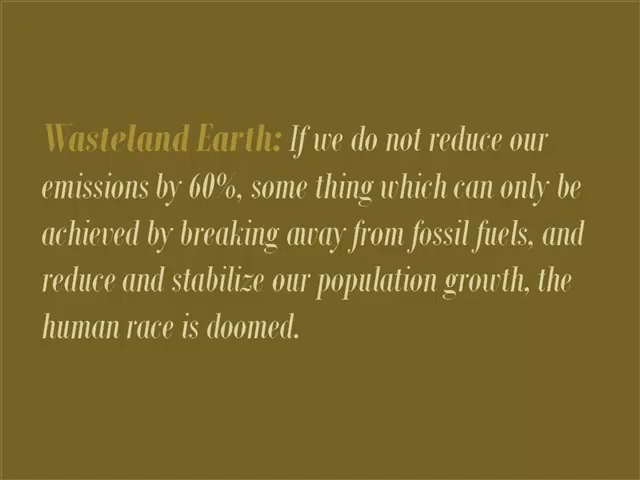 Wasteland Earth: If we do not reduce our
emissions by 60%, some thing which can only be
achieved by breaking away from fossil fuels, and
reduce and stabilize our population growth, the
human race is doomed.